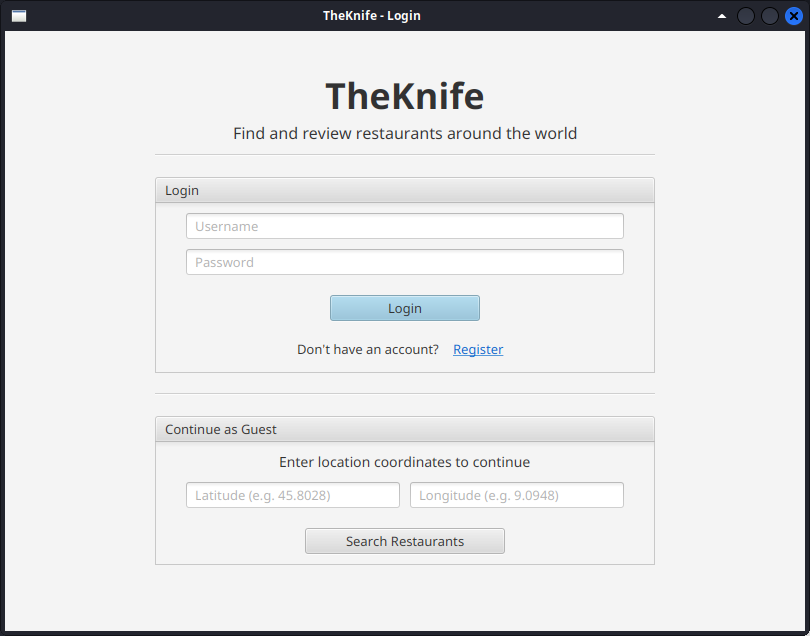 TheKnife - Login
TheKnife
Find and review restaurants around the world
Login
Username
Password
Login
Don't have an account? Register
Continue as Guest
Enter location coordinates to continue
Latitude (e.g. 45.8028) Longitude (e.g. 9.0948)
Search Restaurants